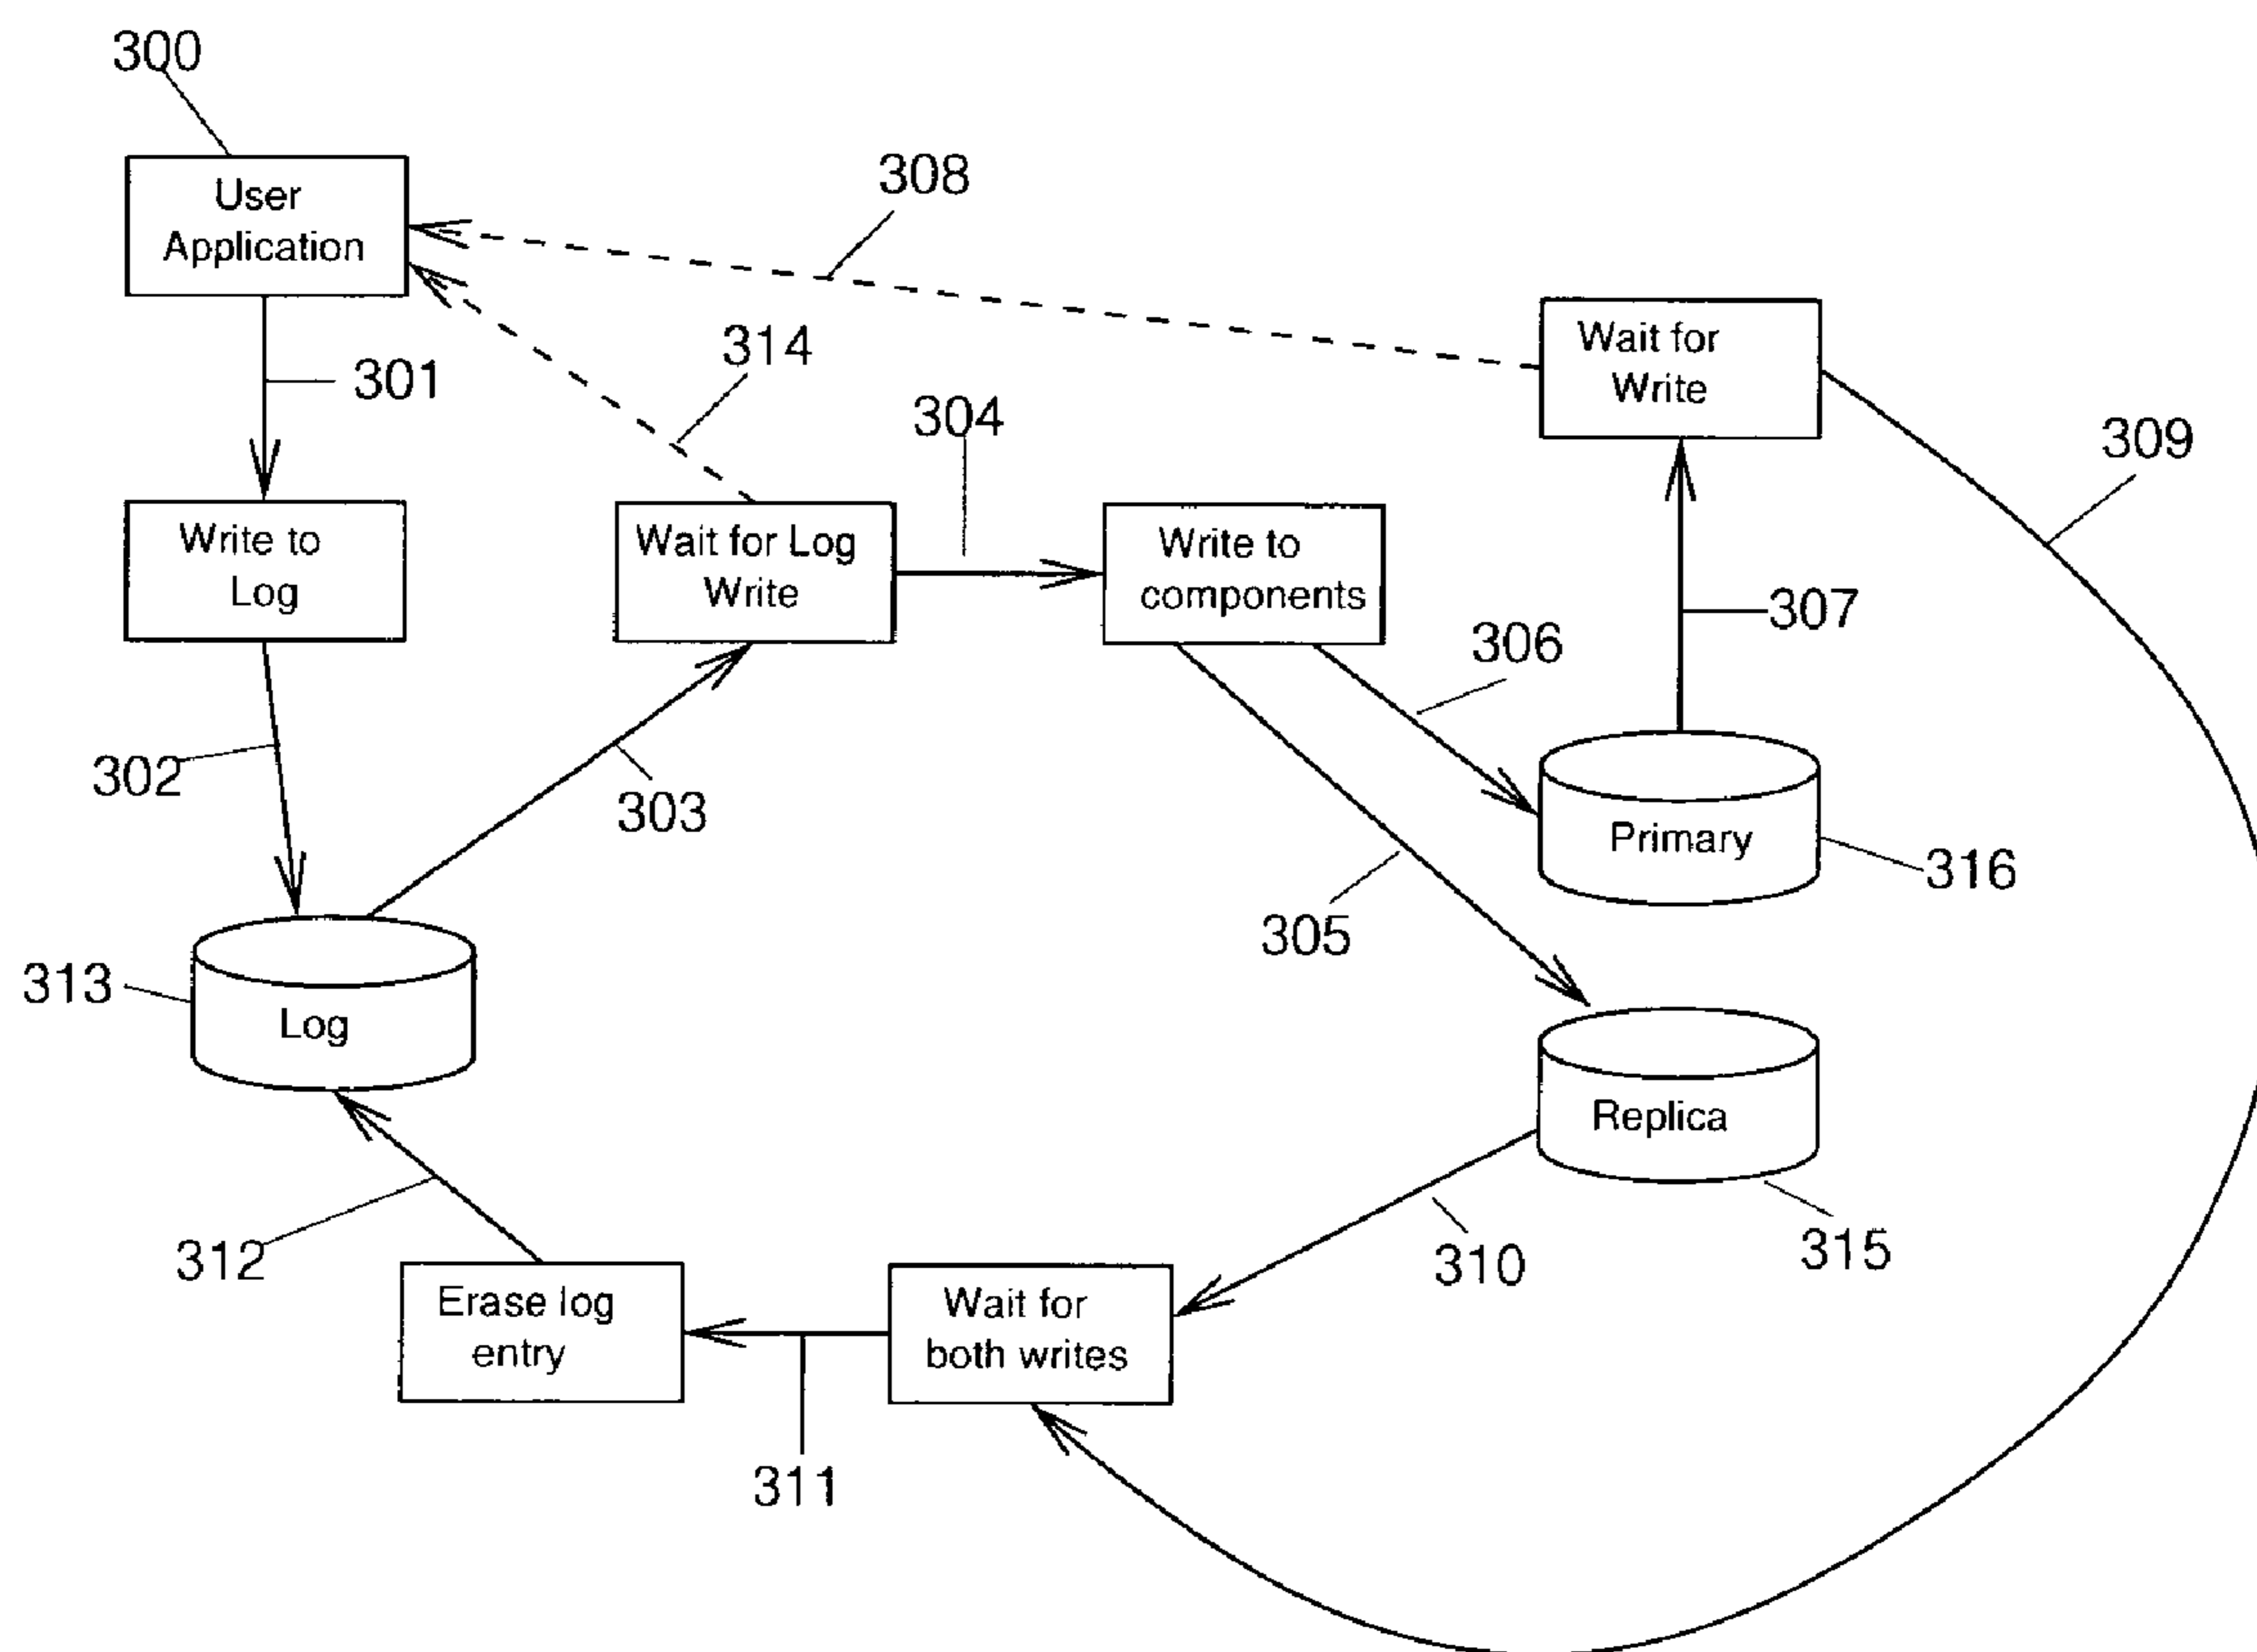 300
User
Application
308
314
301
304
Wait for
Write
309
Write to
Log
Wait for Log
Write
Write to
components
307
306
302
303
Primary
316
305
313
Log
Replica
315
310
312
Erase log
entry
Wait for
both writes
311